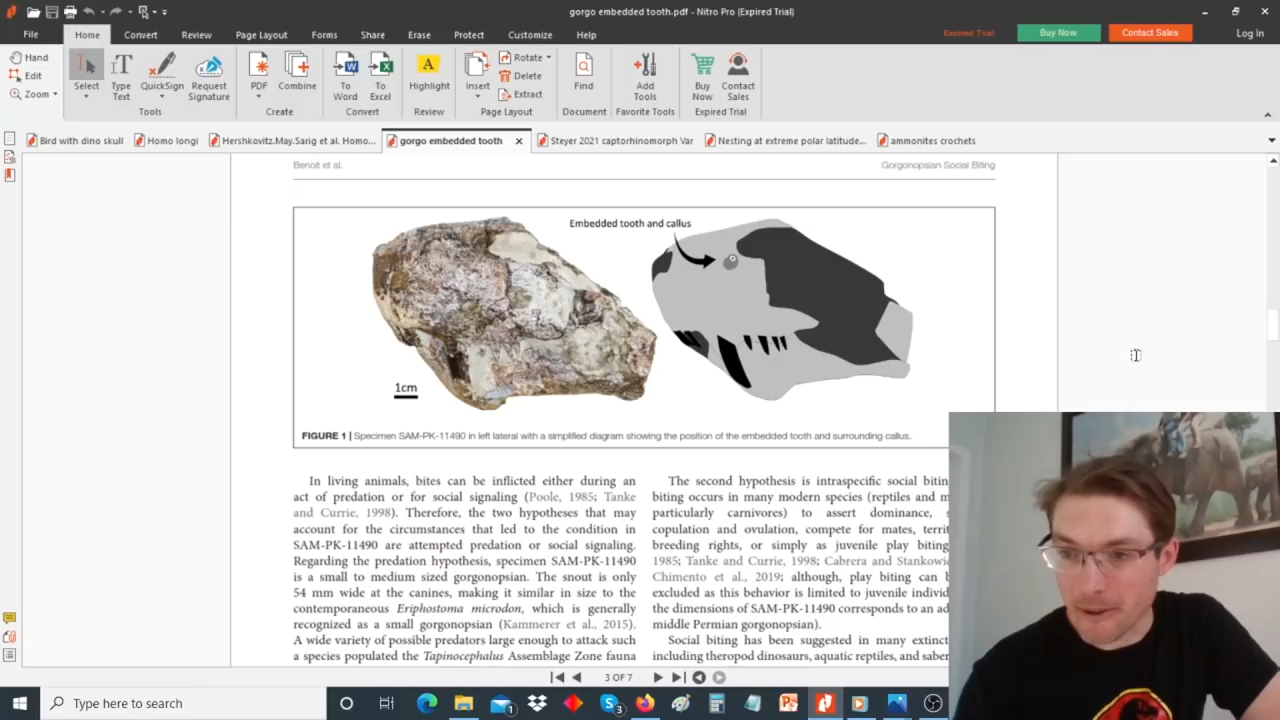 gorgo embedded tooth.pdf - Nitro Pro (Expired Trial)
File Home Convert Review Page Layout Forms Share Erase Protect Customize Help Expired Trial Buy Now Contact Sales Log In
Hand
Edit
Zoom
Select
Type Text
QuickSign
Request Signature
Tools
PDF
Combine
Create
To Word
To Excel
Convert
Highlight
Review
Insert
Rotate
Delete
Extract
Page Layout
Find
Document
Add Tools
Favorite Tools
Buy Now
Contact Sales
Expired Trial
Bird with dino skull Homo longi Hershkovitz.May.Sarig et al. Homo... gorgo embedded tooth Steyer 2021 captorhinomorph Var Nesting at extreme polar latitude... ammonites crochets
Benoit et al. Gorgonopsian Social Biting
Embedded tooth and callus
1cm
FIGURE 1 | Specimen SAM-PK-11490 in left lateral with a simplified diagram showing the position of the embedded tooth and surrounding callus.
In living animals, bites can be inflicted either during an
act of predation or for social signaling (Poole, 1985; Tanke
and Currie, 1998). Therefore, the two hypotheses that may
account for the circumstances that led to the condition in
SAM-PK-11490 are attempted predation or social signaling.
Regarding the predation hypothesis, specimen SAM-PK-11490
is a small to medium sized gorgonopsian. The snout is only
54 mm wide at the canines, making it similar in size to the
contemporaneous Eriphostoma microdon, which is generally
recognized as a small gorgonopsian (Kammerer et al., 2015).
A wide variety of possible predators large enough to attack such
a species populated the Tapinocephalus Assemblage Zone fauna
The second hypothesis is intraspecific social bitin
biting occurs in many modern species (reptiles and m
particularly carnivores) to assert dominance, s
copulation and ovulation, compete for mates, territ
breeding rights, or simply as juvenile play biting
1985; Tanke and Currie, 1998; Cabrera and Stankowi
Chimento et al., 2019; although, play biting can b
excluded as this behavior is limited to juvenile individ
the dimensions of SAM-PK-11490 corresponds to an ad
middle Permian gorgonopsian).
Social biting has been suggested in many extinct
including theropod dinosaurs, aquatic reptiles, and saber
3 OF 7
Type here to search